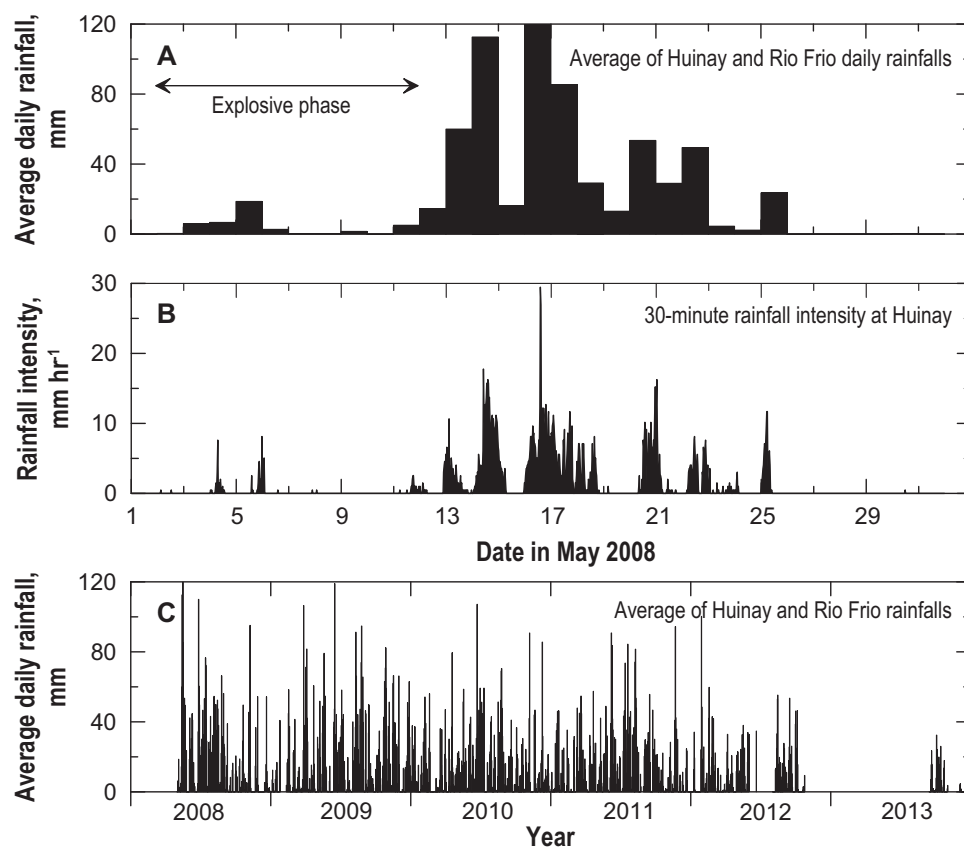 Average daily rainfall,
mm
120
80
40
0
A
Average of Huinay and Rio Frio daily rainfalls
Explosive phase
Rainfall intensity,
mm hr-1
30
20
10
0
B
30-minute rainfall intensity at Huinay
1 5 9 13 17 21 25 29
Date in May 2008
Average daily rainfall,
mm
120
80
40
0
C
Average of Huinay and Rio Frio rainfalls
2008 2009 2010 2011 2012 2013
Year